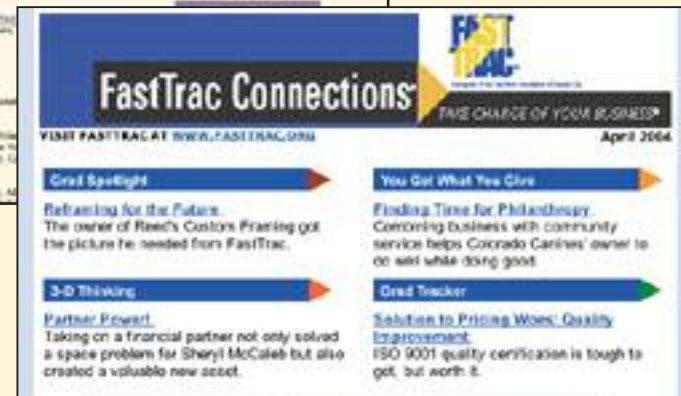 FAST
TRAC
FastTrac Connections
TAKE CHARGE OF YOUR BUSINESS
VISIT FASTTRAC AT WWW.FASTTRAC.ORG
April 2004
Grad Spotlight
Reframing for the Future
The owner of Reed's Custom Framing got
the picture he needed from FastTrac.
You Get What You Give
Finding Time for Philanthropy
Combining business with community
service helps Colorado Canines' owner to
do well while doing good.
3-D Thinking
Partner Power!
Taking on a financial partner not only solved
a space problem for Sheryl McCaleb but also
created a valuable new asset.
Grad Tracker
Solution to Pricing Woes: Quality
Improvement
ISO 9001 quality certification is tough to
get, but worth it.